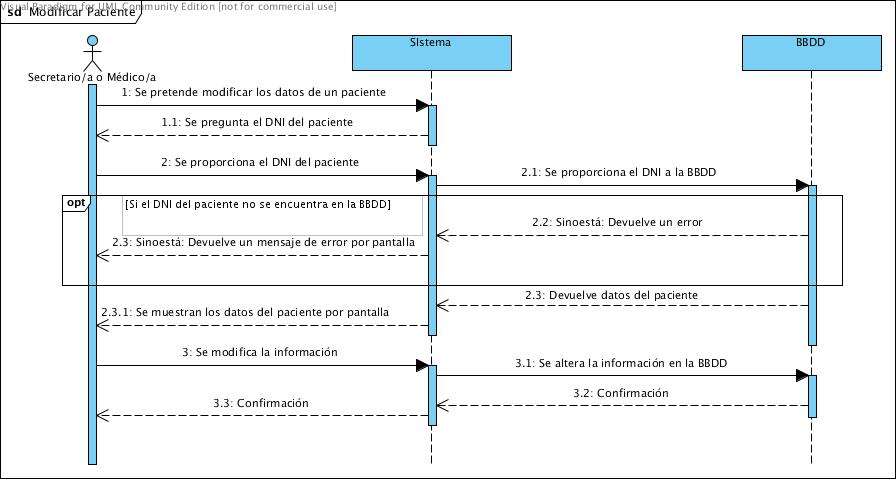 Visual Paradigm for UML Community Edition [not for commercial use]
sd Modificar Paciente
SIstema
BBDD
Secretario/a o Médico/a
1: Se pretende modificar los datos de un paciente
1.1: Se pregunta el DNI del paciente
2: Se proporciona el DNI del paciente
2.1: Se proporciona el DNI a la BBDD
opt
[Si el DNI del paciente no se encuentra en la BBDD]
2.2: Sinoestá: Devuelve un error
2.3: Sinoestá: Devuelve un mensaje de error por pantalla
2.3: Devuelve datos del paciente
2.3.1: Se muestran los datos del paciente por pantalla
3: Se modifica la información
3.1: Se altera la información en la BBDD
3.2: Confirmación
3.3: Confirmación